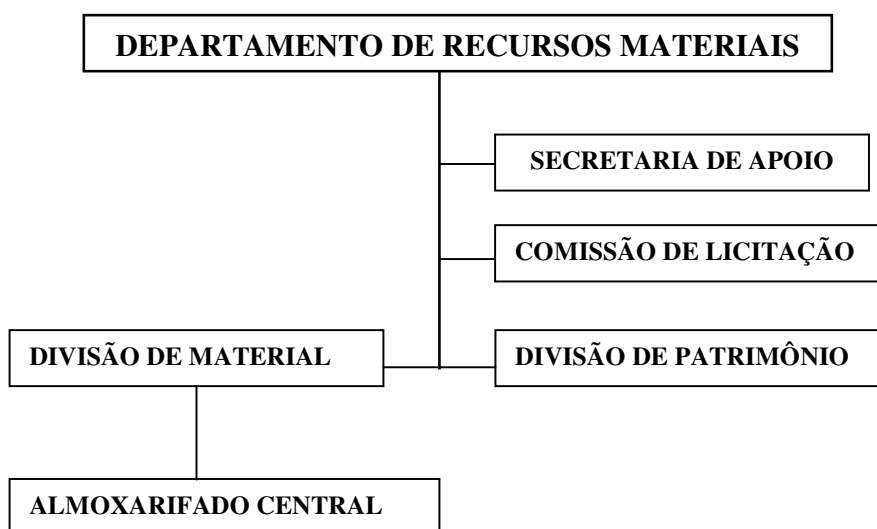 DEPARTAMENTO DE RECURSOS MATERIAIS
SECRETARIA DE APOIO
COMISSÃO DE LICITAÇÃO
DIVISÃO DE MATERIAL
DIVISÃO DE PATRIMÔNIO
ALMOXARIFADO CENTRAL